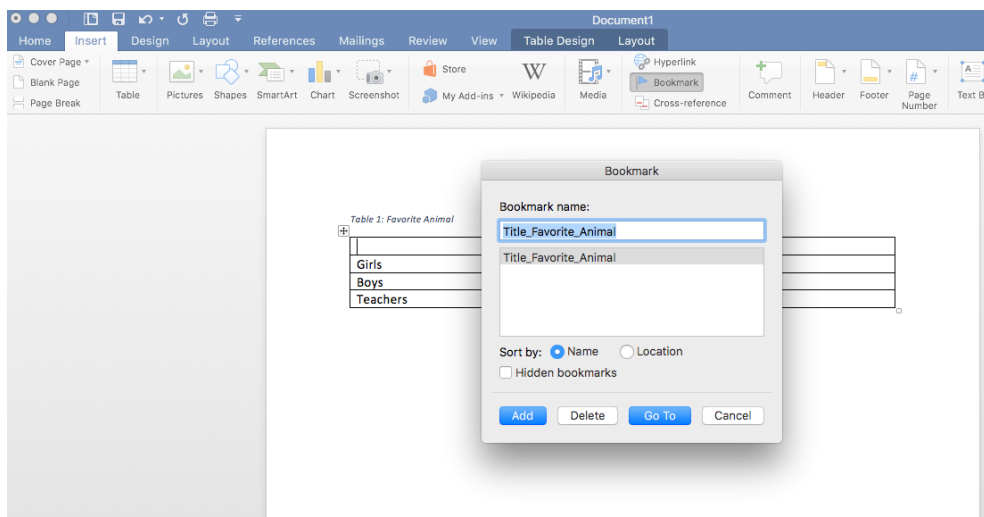 Document1
Home Insert Design Layout References Mailings Review View Table Design Layout
Cover Page
Blank Page
Page Break
Table
Pictures
Shapes
SmartArt
Chart
Screenshot
Store
My Add-ins
W
Wikipedia
Media
Hyperlink
Bookmark
Cross-reference
Comment
Header
Footer
#
Page
Number
A
Text B
Table 1: Favorite Animal
Girls
Boys
Teachers
Bookmark
Bookmark name:
Title_Favorite_Animal
Title_Favorite_Animal
Sort by: Name Location
Hidden bookmarks
Add Delete Go To Cancel